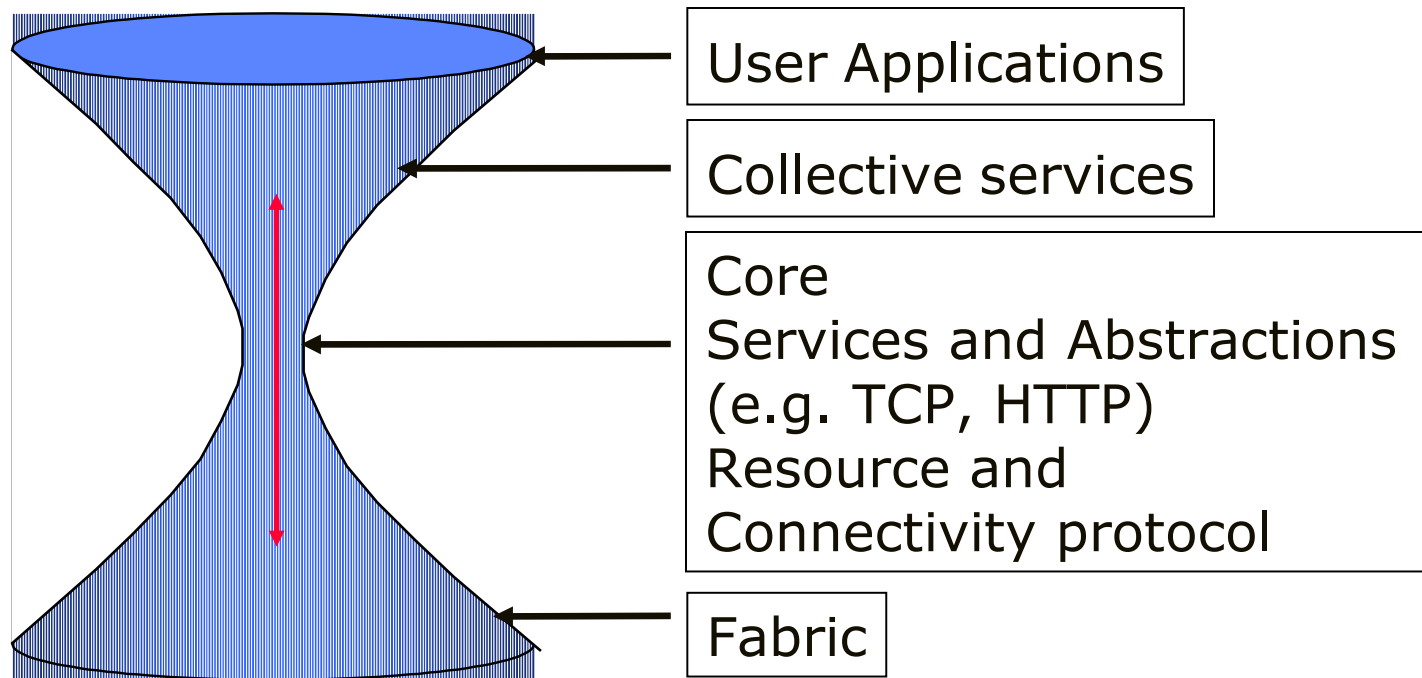 User Applications
Collective services
Core
Services and Abstractions
(e.g. TCP, HTTP)
Resource and
Connectivity protocol
Fabric